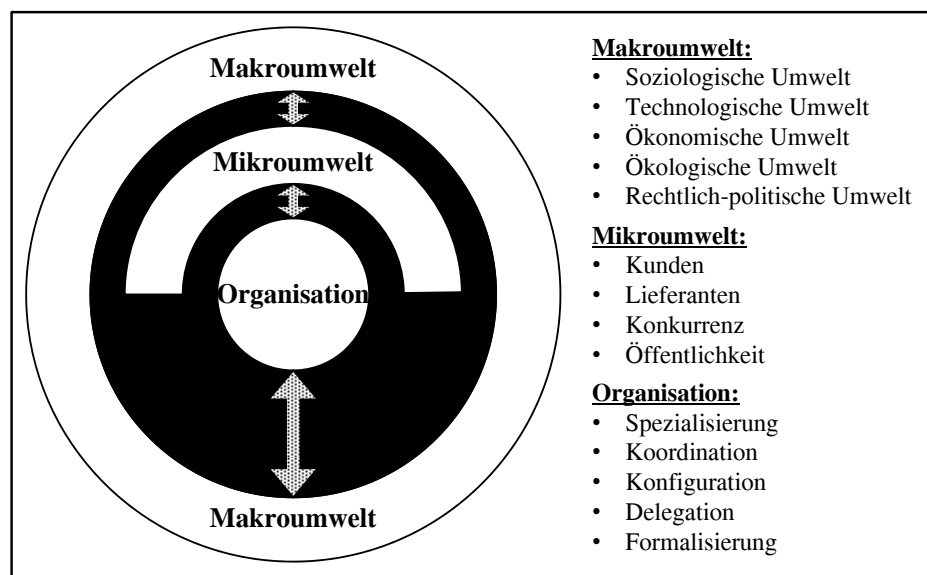 Makroumwelt
Mikroumwelt
Organisation
Makroumwelt
Makroumwelt:
• Soziologische Umwelt
• Technologische Umwelt
• Ökonomische Umwelt
• Ökologische Umwelt
• Rechtlich-politische Umwelt
Mikroumwelt:
• Kunden
• Lieferanten
• Konkurrenz
• Öffentlichkeit
Organisation:
• Spezialisierung
• Koordination
• Konfiguration
• Delegation
• Formalisierung